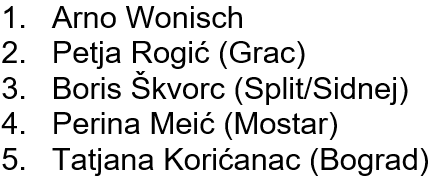 1. Arno Wonisch
2. Petja Rogić (Grac)
3. Boris Škvorc (Split/Sidnej)
4. Perina Meić (Mostar)
5. Tatjana Korićanac (Bograd)